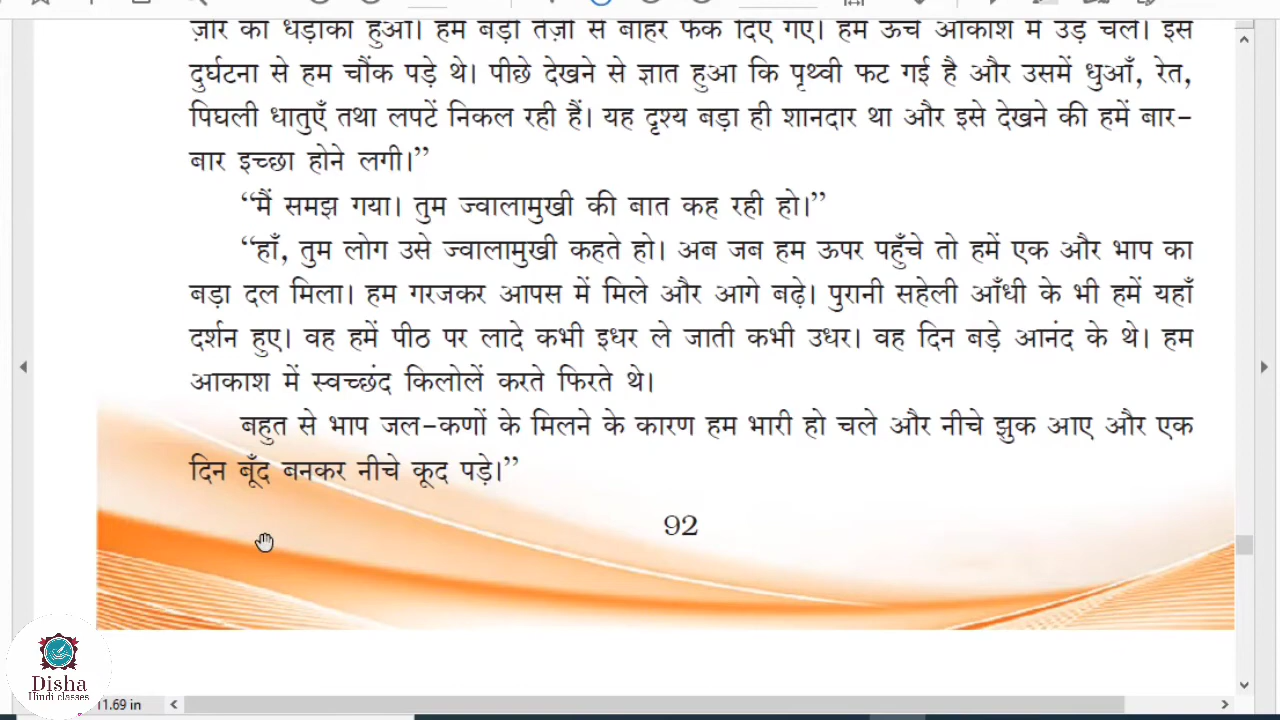 ज़ोर का धड़ाका हुआ। हम बड़ी तेज़ी से बाहर फेंक दिए गए। हम ऊँचे आकाश में उड़ चले। इस
दुर्घटना से हम चौंक पड़े थे। पीछे देखने से ज्ञात हुआ कि पृथ्वी फट गई है और उसमें धुआँ, रेत,
पिघली धातुएँ तथा लपटें निकल रही हैं। यह दृश्य बड़ा ही शानदार था और इसे देखने की हमें बार-
बार इच्छा होने लगी।”
“मैं समझ गया। तुम ज्वालामुखी की बात कह रही हो।”
“हाँ, तुम लोग उसे ज्वालामुखी कहते हो। अब जब हम ऊपर पहुँचे तो हमें एक और भाप का
बड़ा दल मिला। हम गरजकर आपस में मिले और आगे बढ़े। पुरानी सहेली आँधी के भी हमें यहाँ
दर्शन हुए। वह हमें पीठ पर लादे कभी इधर ले जाती कभी उधर। वह दिन बड़े आनंद के थे। हम
आकाश में स्वच्छंद किलोलें करते फिरते थे।
बहुत से भाप जल-कणों के मिलने के कारण हम भारी हो चले और नीचे झुक आए और एक
दिन बूँद बनकर नीचे कूद पड़े।”
92
Disha
Hindi classes
11.69 in